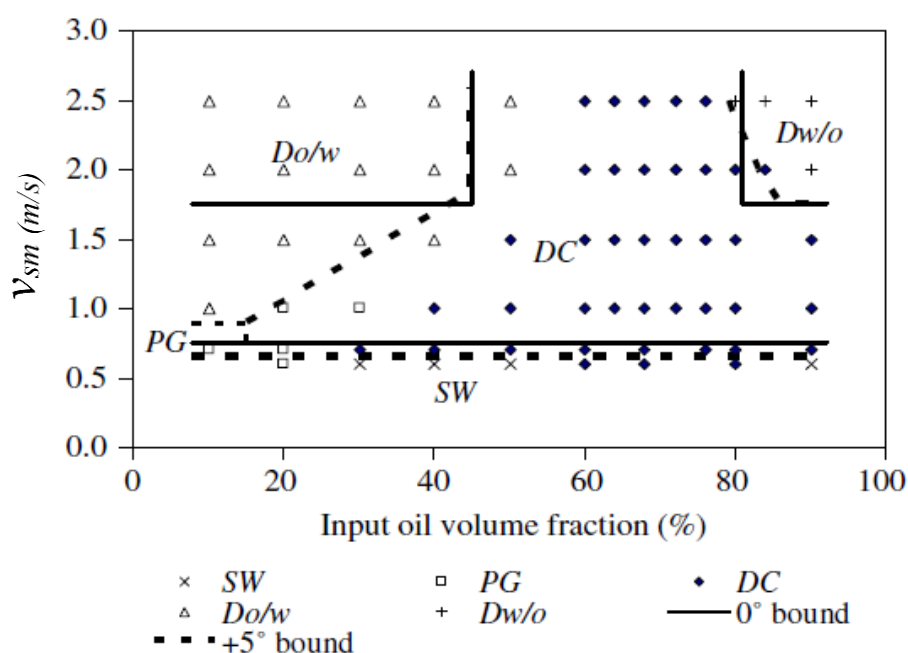 3.0
2.5
Do/w
Dw/o
2.0
v_sm (m/s)
1.5
DC
1.0
PG
0.5
SW
0.0
0 20 40 60 80 100
Input oil volume fraction (%)
SW PG DC
Do/w Dw/o 0° bound
+5° bound